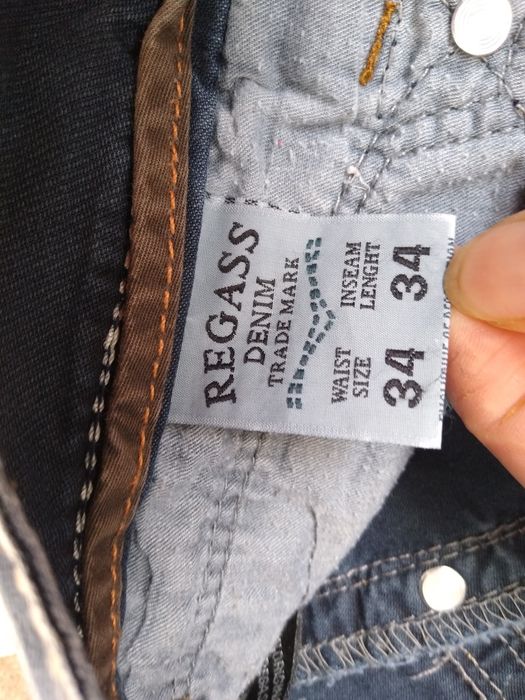 REGASS
DENIM
TRADE MARK
WAIST SIZE INSEAM LENGHT
34 34